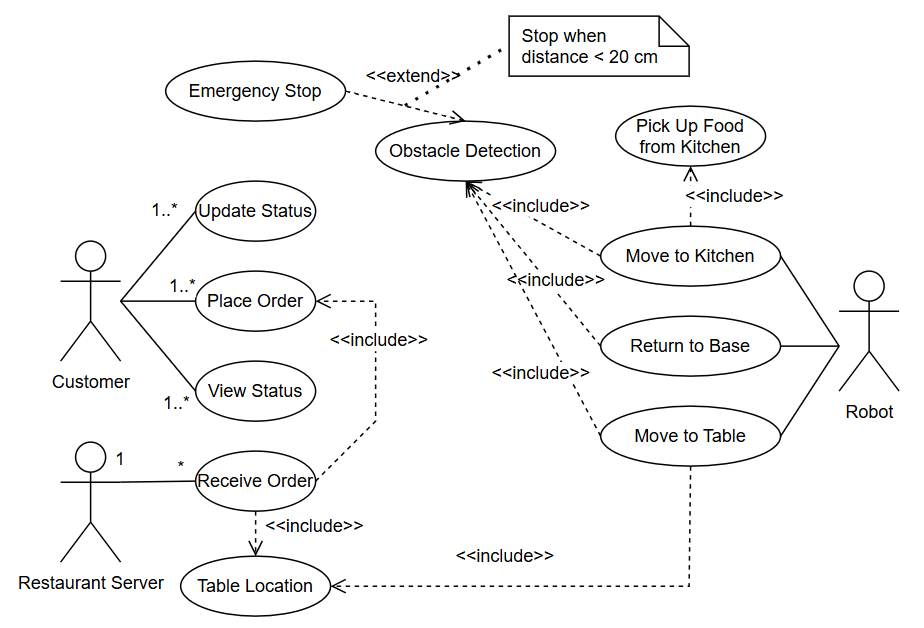 Stop when
distance < 20 cm
<<extend>>
Emergency Stop
Pick Up Food
from Kitchen
Obstacle Detection
<<include>>
1..*
Update Status
<<include>>
Move to Kitchen
<<include>>
1..*
Place Order
<<include>>
Return to Base
<<include>>
Customer
View Status
1..*
Robot
Move to Table
1
*
Receive Order
<<include>>
<<include>>
Restaurant Server
Table Location